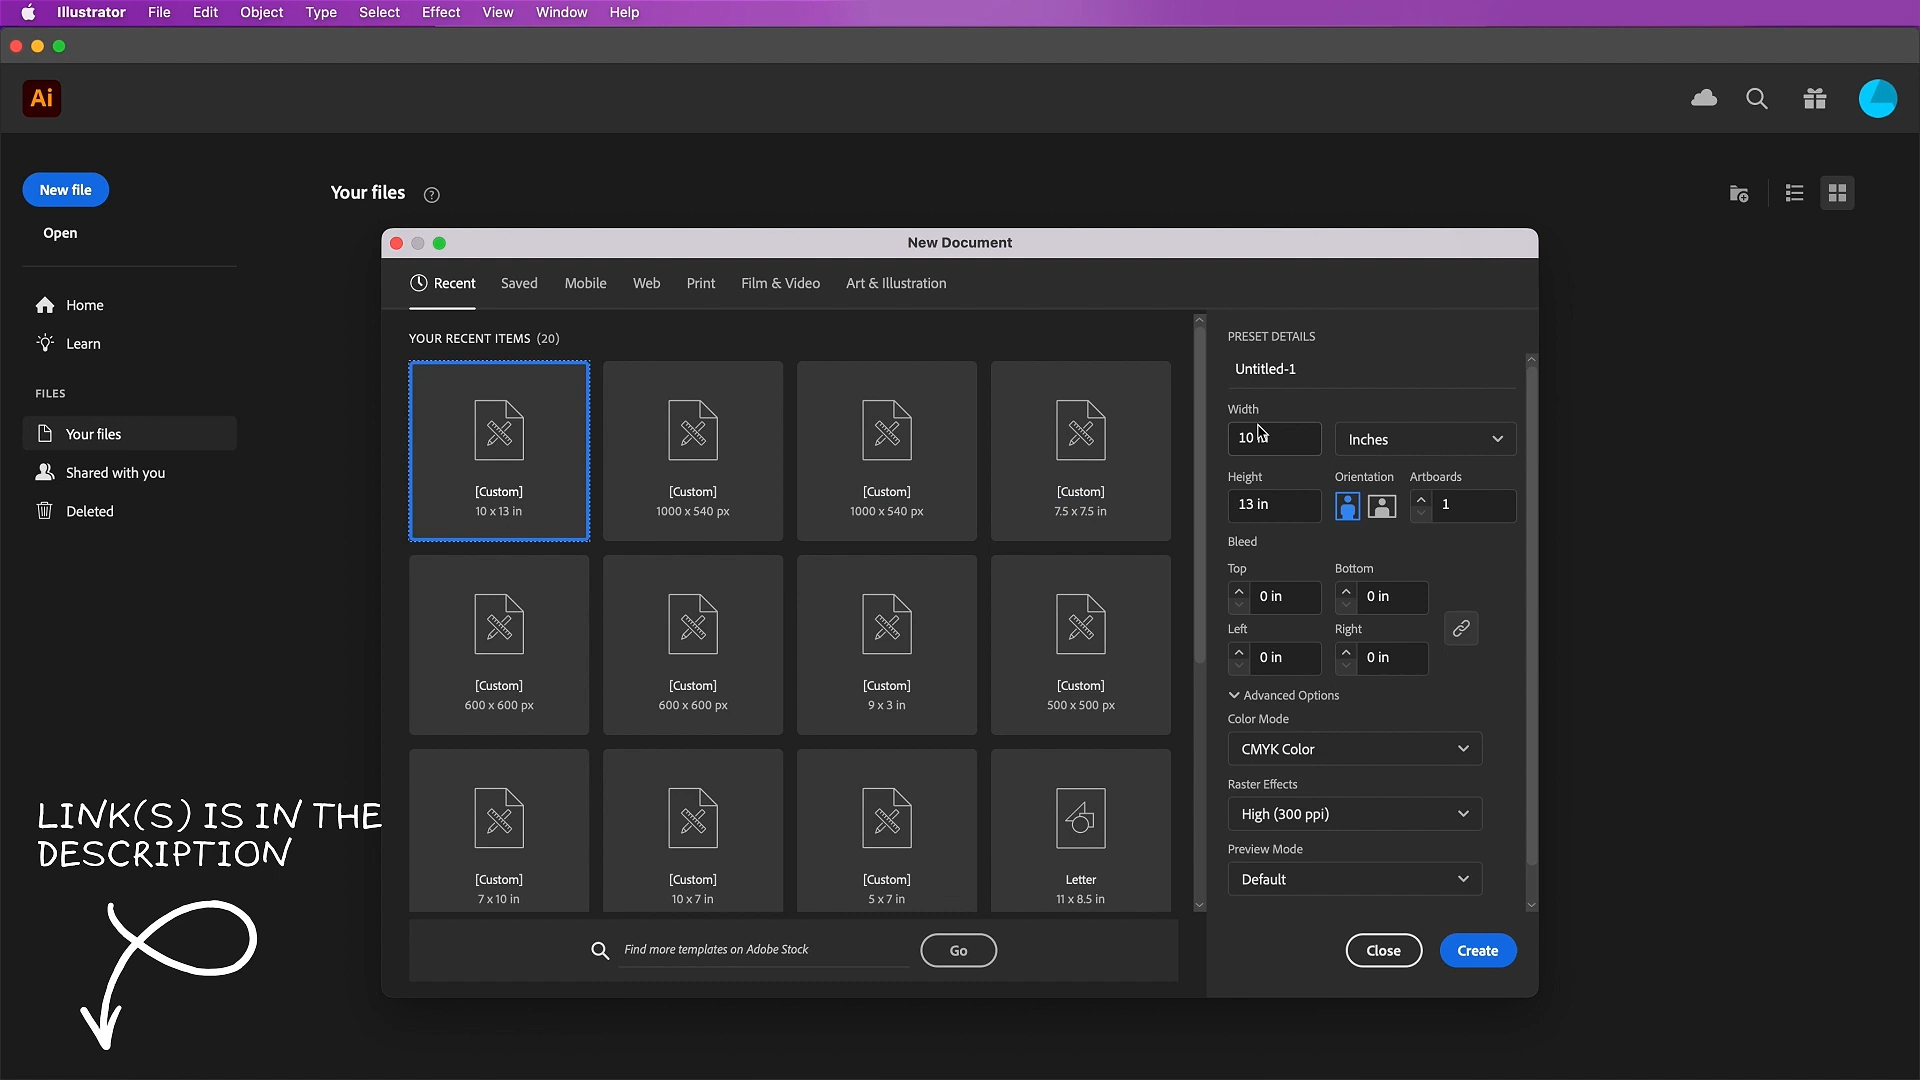 Illustrator File Edit Object Type Select Effect View Window Help
Ai
New file
Your files
Open
New Document
Recent Saved Mobile Web Print Film & Video Art & Illustration
Home
Learn
FILES
Your files
Shared with you
Deleted
YOUR RECENT ITEMS (20)
[Custom]
10 x 13 in
[Custom]
1000 x 540 px
[Custom]
1000 x 540 px
[Custom]
7.5 x 7.5 in
[Custom]
600 x 600 px
[Custom]
600 x 600 px
[Custom]
9 x 3 in
[Custom]
500 x 500 px
[Custom]
7 x 10 in
[Custom]
10 x 7 in
[Custom]
5 x 7 in
Letter
11 x 8.5 in
Find more templates on Adobe Stock
Go
PRESET DETAILS
Untitled-1
Width
10 in Inches
Height Orientation Artboards
13 in 1
Bleed
Top Bottom
0 in 0 in
Left Right
0 in 0 in
Advanced Options
Color Mode
CMYK Color
Raster Effects
High (300 ppi)
Preview Mode
Default
Close Create
LINK(S) IS IN THE
DESCRIPTION